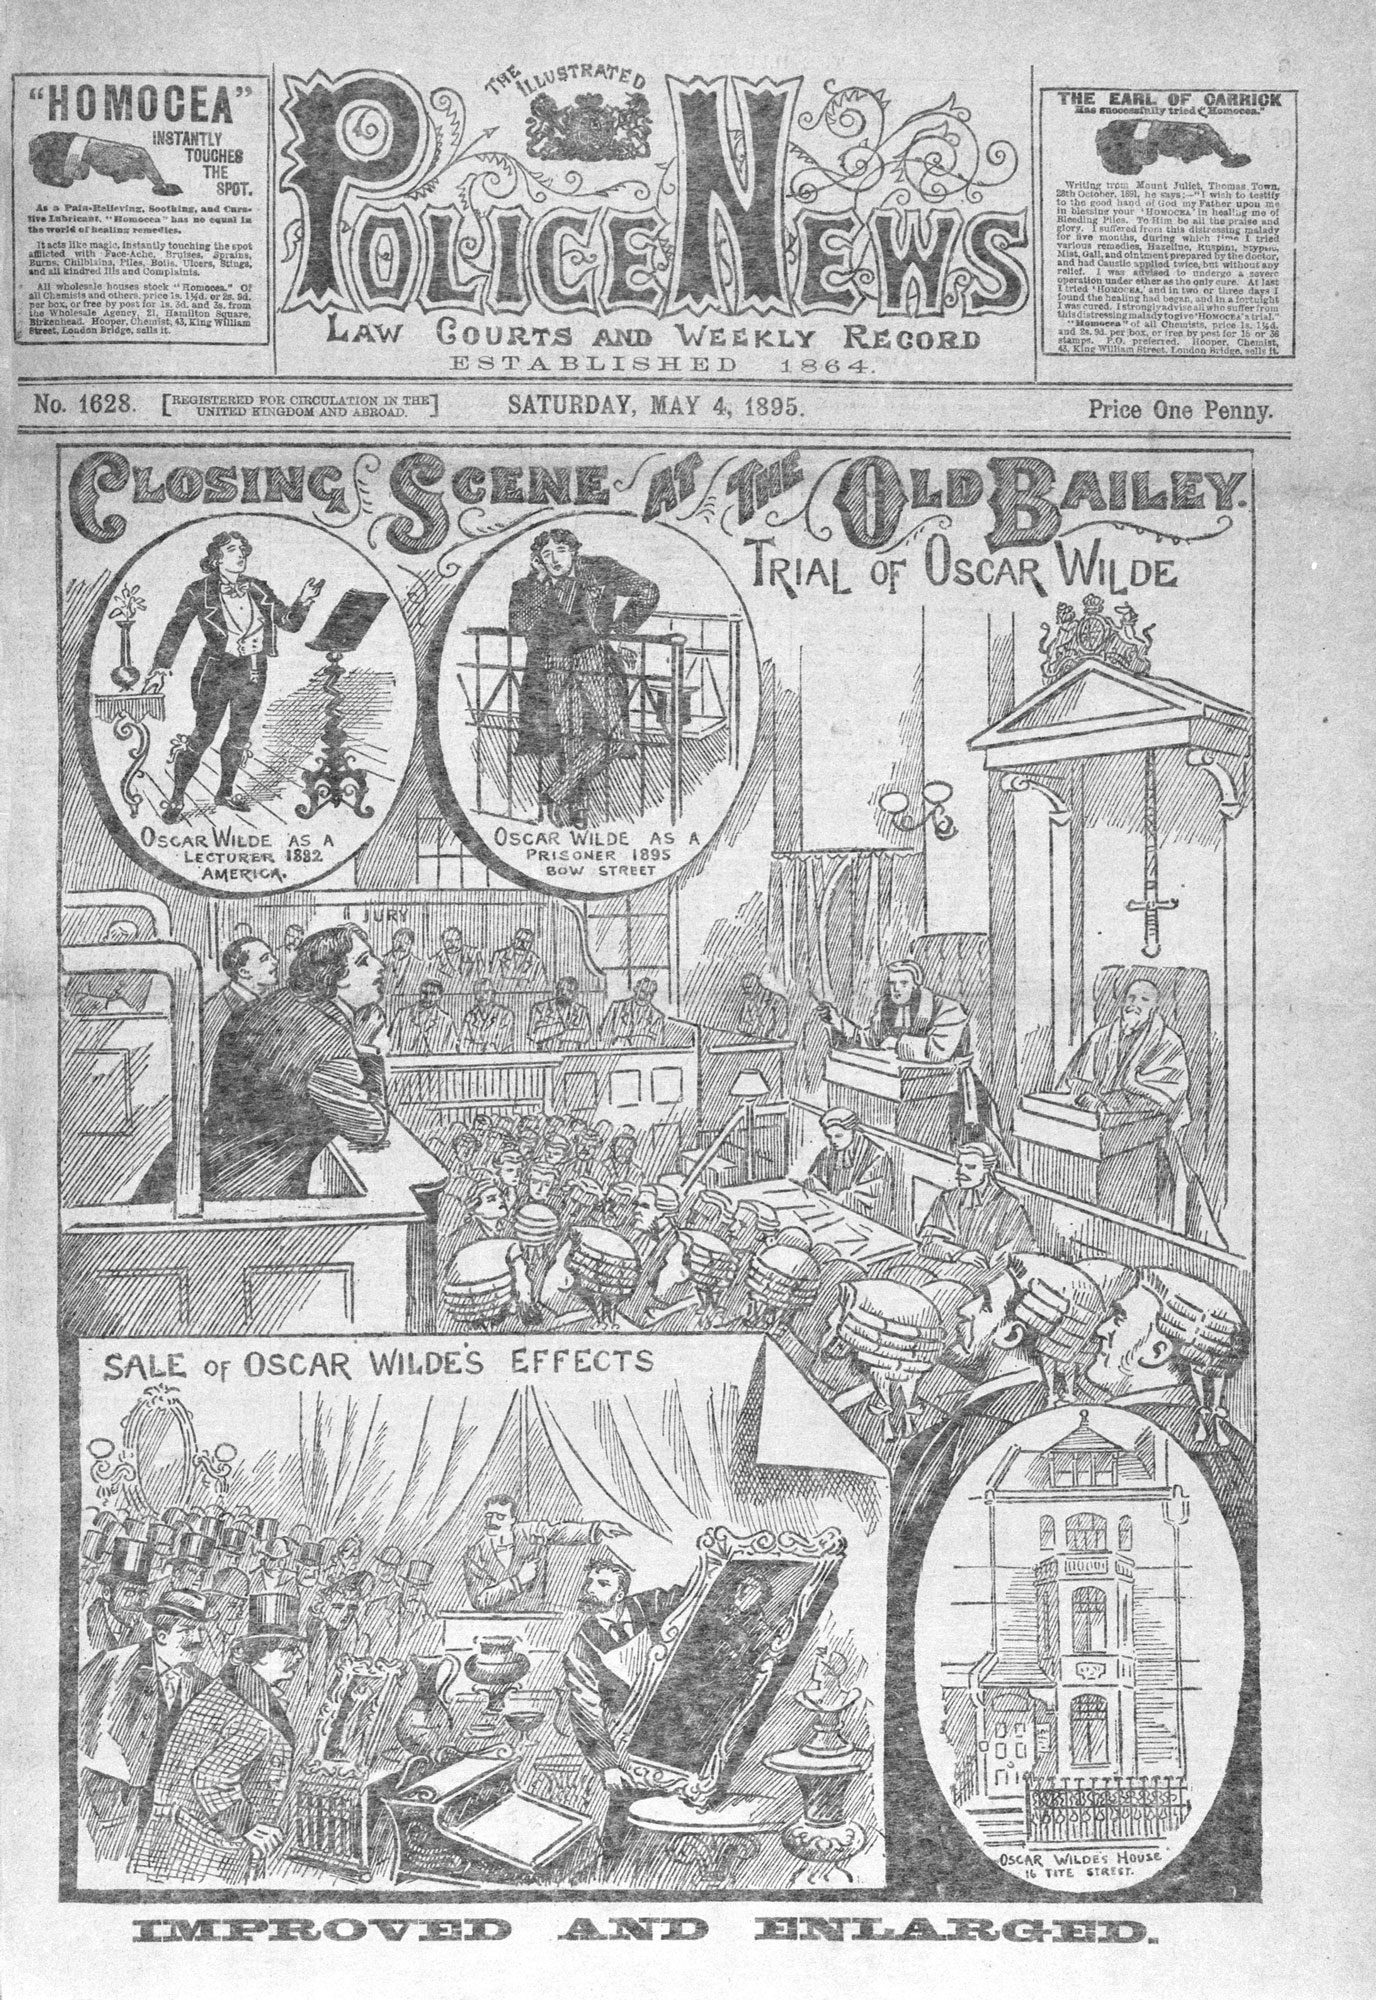 "HOMOCEA"
INSTANTLY
TOUCHES
THE
SPOT.
As a Pain-Relieving, Soothing, and Cura-
tive Lubricant, "Homocea" has no equal in
the world of healing remedies.
It acts like magic, instantly touching the spot
afflicted with Face-Ache, Bruises, Sprains,
Burns, Chilblains, Piles, Boils, Ulcers, Stings,
and all kindred Ills and Complaints.
All wholesale houses stock "Homocea." Of
all Chemists and others, price 1s. 1½d. or 2s. 9d.
per box, or free by post for 1s. 3d. and 3s., from
the Wholesale Agency, 21, Hamilton Square,
Birkenhead. Hooper, Chemist, 43, King William
Street, London Bridge, sells it.
THE ILLUSTRATED
POLICE NEWS
LAW COURTS AND WEEKLY RECORD
ESTABLISHED 1864.
THE EARL OF CARRICK
Has successfully tried "Homocea."
Writing from Mount Juliet, Thomas Town,
28th October, 1891, he says:—"I wish to testify
to the good hand of God my Father upon me
in blessing your 'HOMOCEA' in healing me of
Bleeding Piles. To Him be all the praise and
glory. I suffered from this distressing malady
for five months, during which time I tried
various remedies, Hazeline, Ruspini,
Mist, Gall, and ointment prepared by the doctor,
and had Caustic applied twice, but without any
relief. I was advised to undergo a severe
operation under ether as the only cure. At last
I tried 'HOMOCEA,' and in two or three days I
found the healing had began, and in a fortnight
I was cured. I strongly advise all who suffer from
this distressing malady to give 'HOMOCEA' a trial."
"Homocea" of all Chemists, price 1s. 1½d.
and 2s. 9d. per box, or free by post for 15 or 36
stamps. P.O. preferred. Hooper, Chemist,
43, King William Street, London Bridge, sells it.
No. 1628. [REGISTERED FOR CIRCULATION IN THE
UNITED KINGDOM AND ABROAD.] SATURDAY, MAY 4, 1895. Price One Penny.
CLOSING SCENE AT THE OLD BAILEY.
TRIAL OF OSCAR WILDE
OSCAR WILDE AS A
LECTURER 1882
AMERICA.
OSCAR WILDE AS A
PRISONER 1895
BOW STREET
JURY
SALE OF OSCAR WILDE'S EFFECTS
OSCAR WILDE'S HOUSE
16 TITE STREET.
IMPROVED AND ENLARGED.